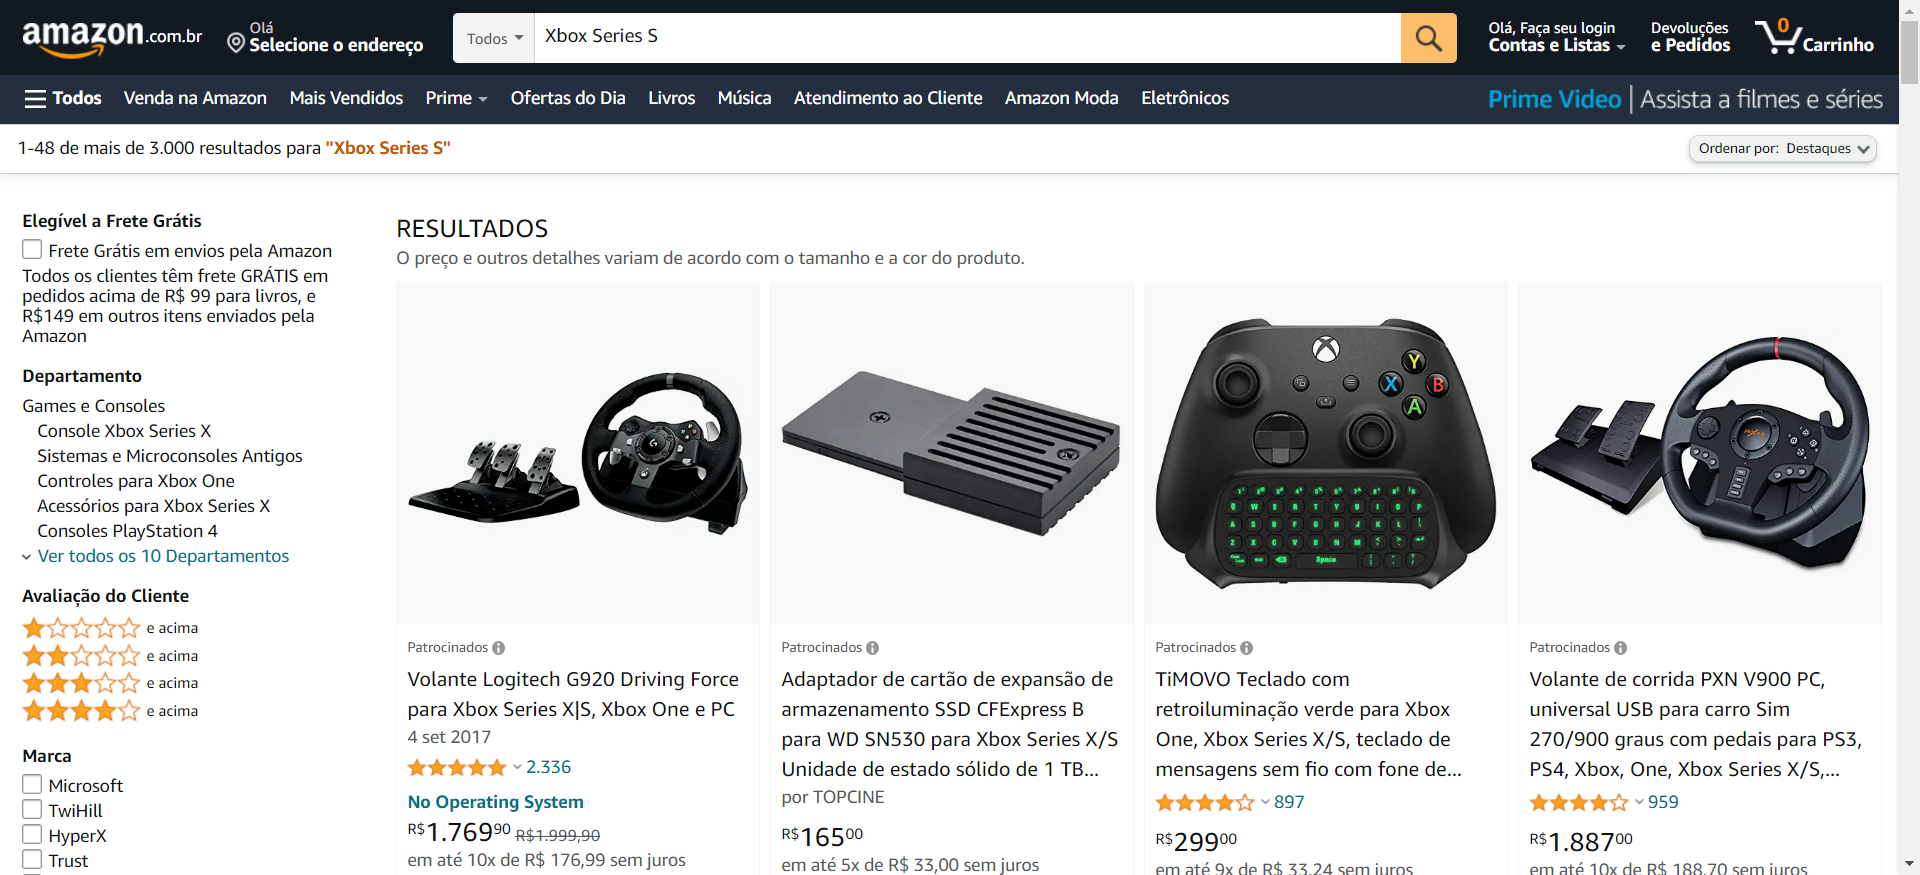 amazon.com.br
Olá
Selecione o endereço
Todos
Xbox Series S
Olá, Faça seu login
Contas e Listas
Devoluções
e Pedidos
0
Carrinho
Todos
Venda na Amazon
Mais Vendidos
Prime
Ofertas do Dia
Livros
Música
Atendimento ao Cliente
Amazon Moda
Eletrônicos
Prime Video | Assista a filmes e séries
1-48 de mais de 3.000 resultados para "Xbox Series S"
Ordenar por: Destaques
Elegível a Frete Grátis
Frete Grátis em envios pela Amazon
Todos os clientes têm frete GRÁTIS em
pedidos acima de R$ 99 para livros, e
R$149 em outros itens enviados pela
Amazon
Departamento
Games e Consoles
Console Xbox Series X
Sistemas e Microconsoles Antigos
Controles para Xbox One
Acessórios para Xbox Series X
Consoles PlayStation 4
Ver todos os 10 Departamentos
Avaliação do Cliente
e acima
e acima
e acima
e acima
Marca
Microsoft
TwiHill
HyperX
Trust
RESULTADOS
O preço e outros detalhes variam de acordo com o tamanho e a cor do produto.
Patrocinados
Volante Logitech G920 Driving Force
para Xbox Series X|S, Xbox One e PC
4 set 2017
2.336
No Operating System
R$1.769,90 R$1.999,90
em até 10x de R$ 176,99 sem juros
Patrocinados
Adaptador de cartão de expansão de
armazenamento SSD CFExpress B
para WD SN530 para Xbox Series X/S
Unidade de estado sólido de 1 TB...
por TOPCINE
R$16500
em até 5x de R$ 33,00 sem juros
Y
X
B
A
Q W E R T Y U I O P
A S D F G H J K L
Z X C V B N M
Space
Patrocinados
TiMOVO Teclado com
retroiluminação verde para Xbox
One, Xbox Series X/S, teclado de
mensagens sem fio com fone de...
897
R$29900
em até 9x de R$ 33,24 sem juros
PXN
Patrocinados
Volante de corrida PXN V900 PC,
universal USB para carro Sim
270/900 graus com pedais para PS3,
PS4, Xbox, One, Xbox Series X/S,...
959
R$1.88700
em até 10x de R$ 188,70 sem juros